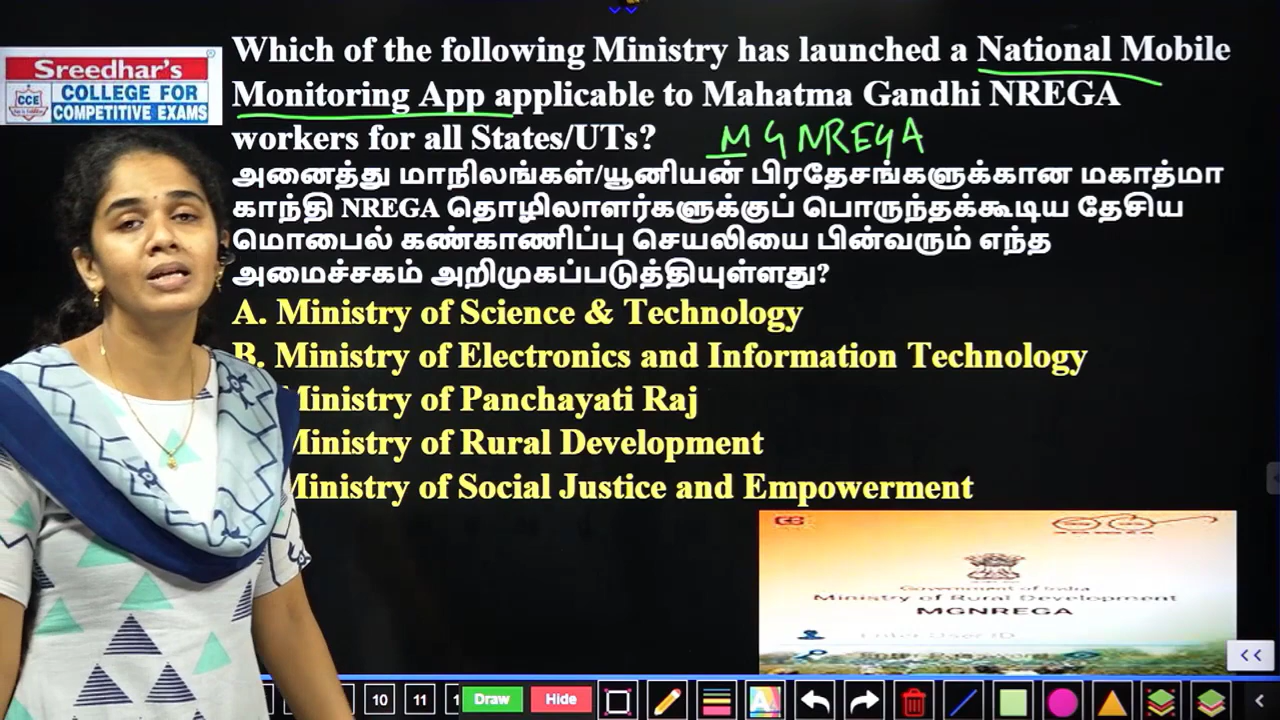 Sreedhar's
CCE
COLLEGE FOR
COMPETITIVE EXAMS
Which of the following Ministry has launched a National Mobile
Monitoring App applicable to Mahatma Gandhi NREGA
workers for all States/UTs?
MGNREGA
அனைத்து மாநிலங்கள்/யூனியன் பிரதேசங்களுக்கான மகாத்மா
காந்தி NREGA தொழிலாளர்களுக்குப் பொருந்தக்கூடிய தேசிய
மொபைல் கண்காணிப்பு செயலியை பின்வரும் எந்த
அமைச்சகம் அறிமுகப்படுத்தியுள்ளது?
A. Ministry of Science & Technology
B. Ministry of Electronics and Information Technology
Ministry of Panchayati Raj
Ministry of Rural Development
Ministry of Social Justice and Empowerment
Government of India
Ministry of Rural Development
MGNREGA
Enter User ID
10 11 1 Draw Hide